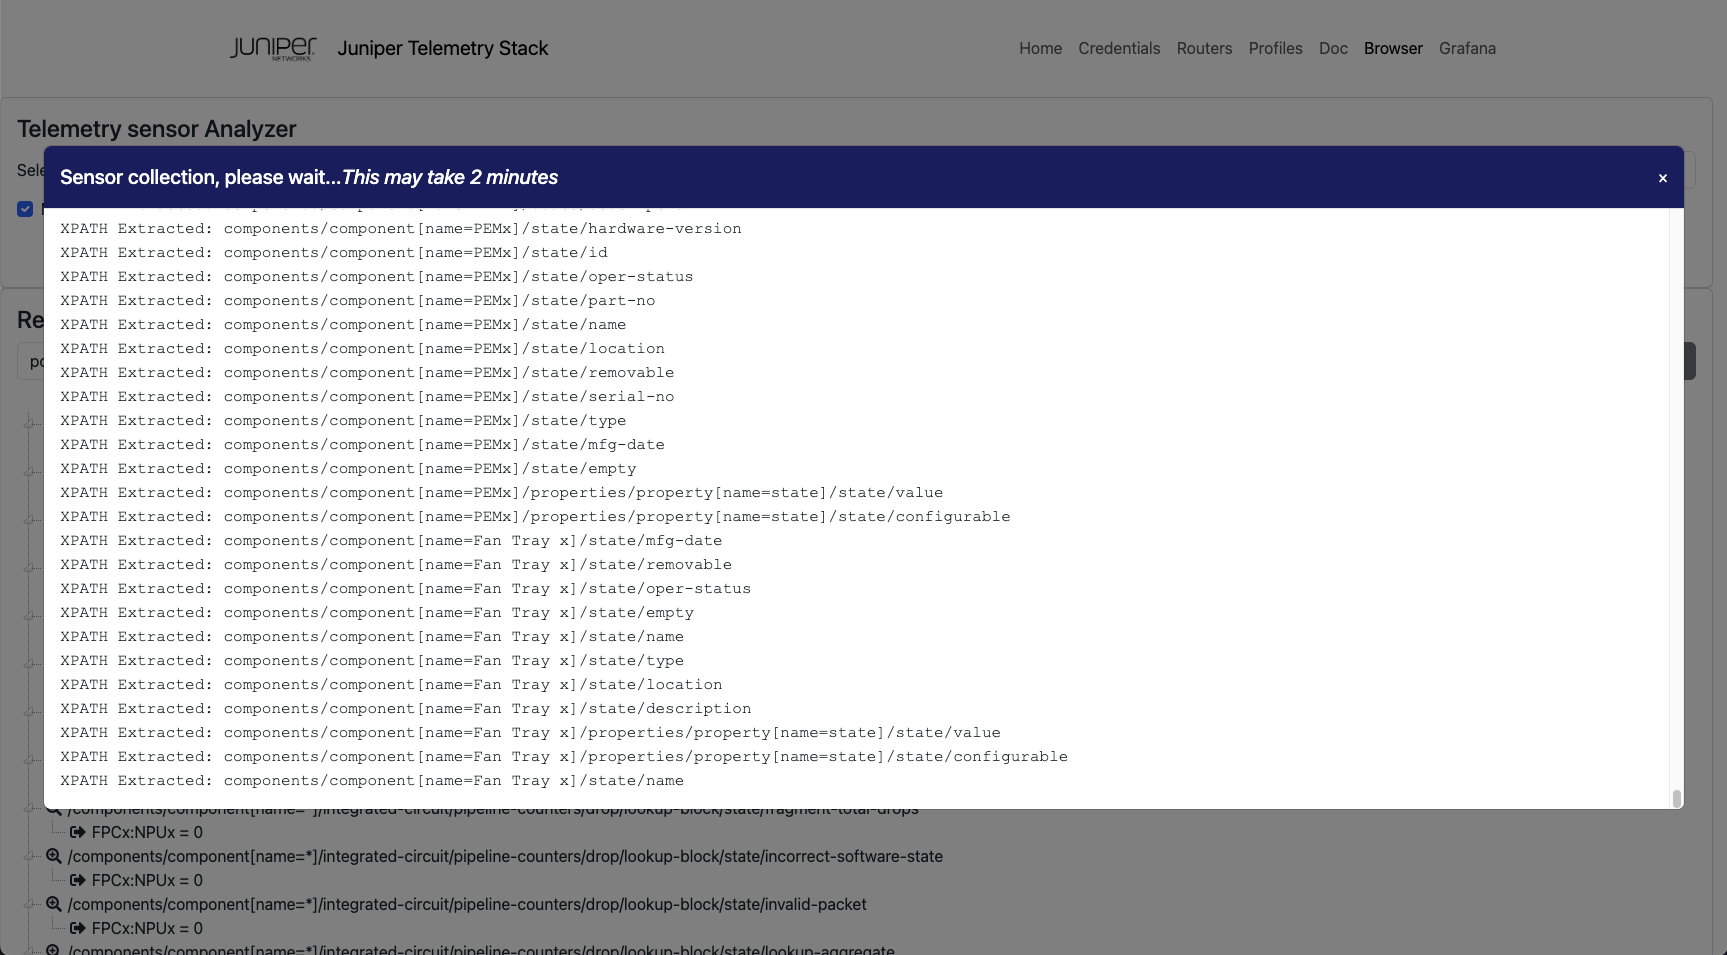 JUNIPER
NETWORKS
Juniper Telemetry Stack
Home Credentials Routers Profiles Doc Browser Grafana
Telemetry sensor Analyzer
Sensor collection, please wait...This may take 2 minutes
×
XPATH Extracted: components/component[name=PEMx]/state/hardware-version
XPATH Extracted: components/component[name=PEMx]/state/id
XPATH Extracted: components/component[name=PEMx]/state/oper-status
XPATH Extracted: components/component[name=PEMx]/state/part-no
XPATH Extracted: components/component[name=PEMx]/state/name
XPATH Extracted: components/component[name=PEMx]/state/location
XPATH Extracted: components/component[name=PEMx]/state/removable
XPATH Extracted: components/component[name=PEMx]/state/serial-no
XPATH Extracted: components/component[name=PEMx]/state/type
XPATH Extracted: components/component[name=PEMx]/state/mfg-date
XPATH Extracted: components/component[name=PEMx]/state/empty
XPATH Extracted: components/component[name=PEMx]/properties/property[name=state]/state/value
XPATH Extracted: components/component[name=PEMx]/properties/property[name=state]/state/configurable
XPATH Extracted: components/component[name=Fan Tray x]/state/mfg-date
XPATH Extracted: components/component[name=Fan Tray x]/state/removable
XPATH Extracted: components/component[name=Fan Tray x]/state/oper-status
XPATH Extracted: components/component[name=Fan Tray x]/state/empty
XPATH Extracted: components/component[name=Fan Tray x]/state/name
XPATH Extracted: components/component[name=Fan Tray x]/state/type
XPATH Extracted: components/component[name=Fan Tray x]/state/location
XPATH Extracted: components/component[name=Fan Tray x]/state/description
XPATH Extracted: components/component[name=Fan Tray x]/properties/property[name=state]/state/value
XPATH Extracted: components/component[name=Fan Tray x]/properties/property[name=state]/state/configurable
XPATH Extracted: components/component[name=Fan Tray x]/state/name
/components/component[name=*]/integrated-circuit/pipeline-counters/drop/lookup-block/state/fragment-total-drops
FPCx:NPUx = 0
/components/component[name=*]/integrated-circuit/pipeline-counters/drop/lookup-block/state/incorrect-software-state
FPCx:NPUx = 0
/components/component[name=*]/integrated-circuit/pipeline-counters/drop/lookup-block/state/invalid-packet
FPCx:NPUx = 0
/components/component[name=*]/integrated-circuit/pipeline-counters/drop/lookup-block/state/lookup-aggregate